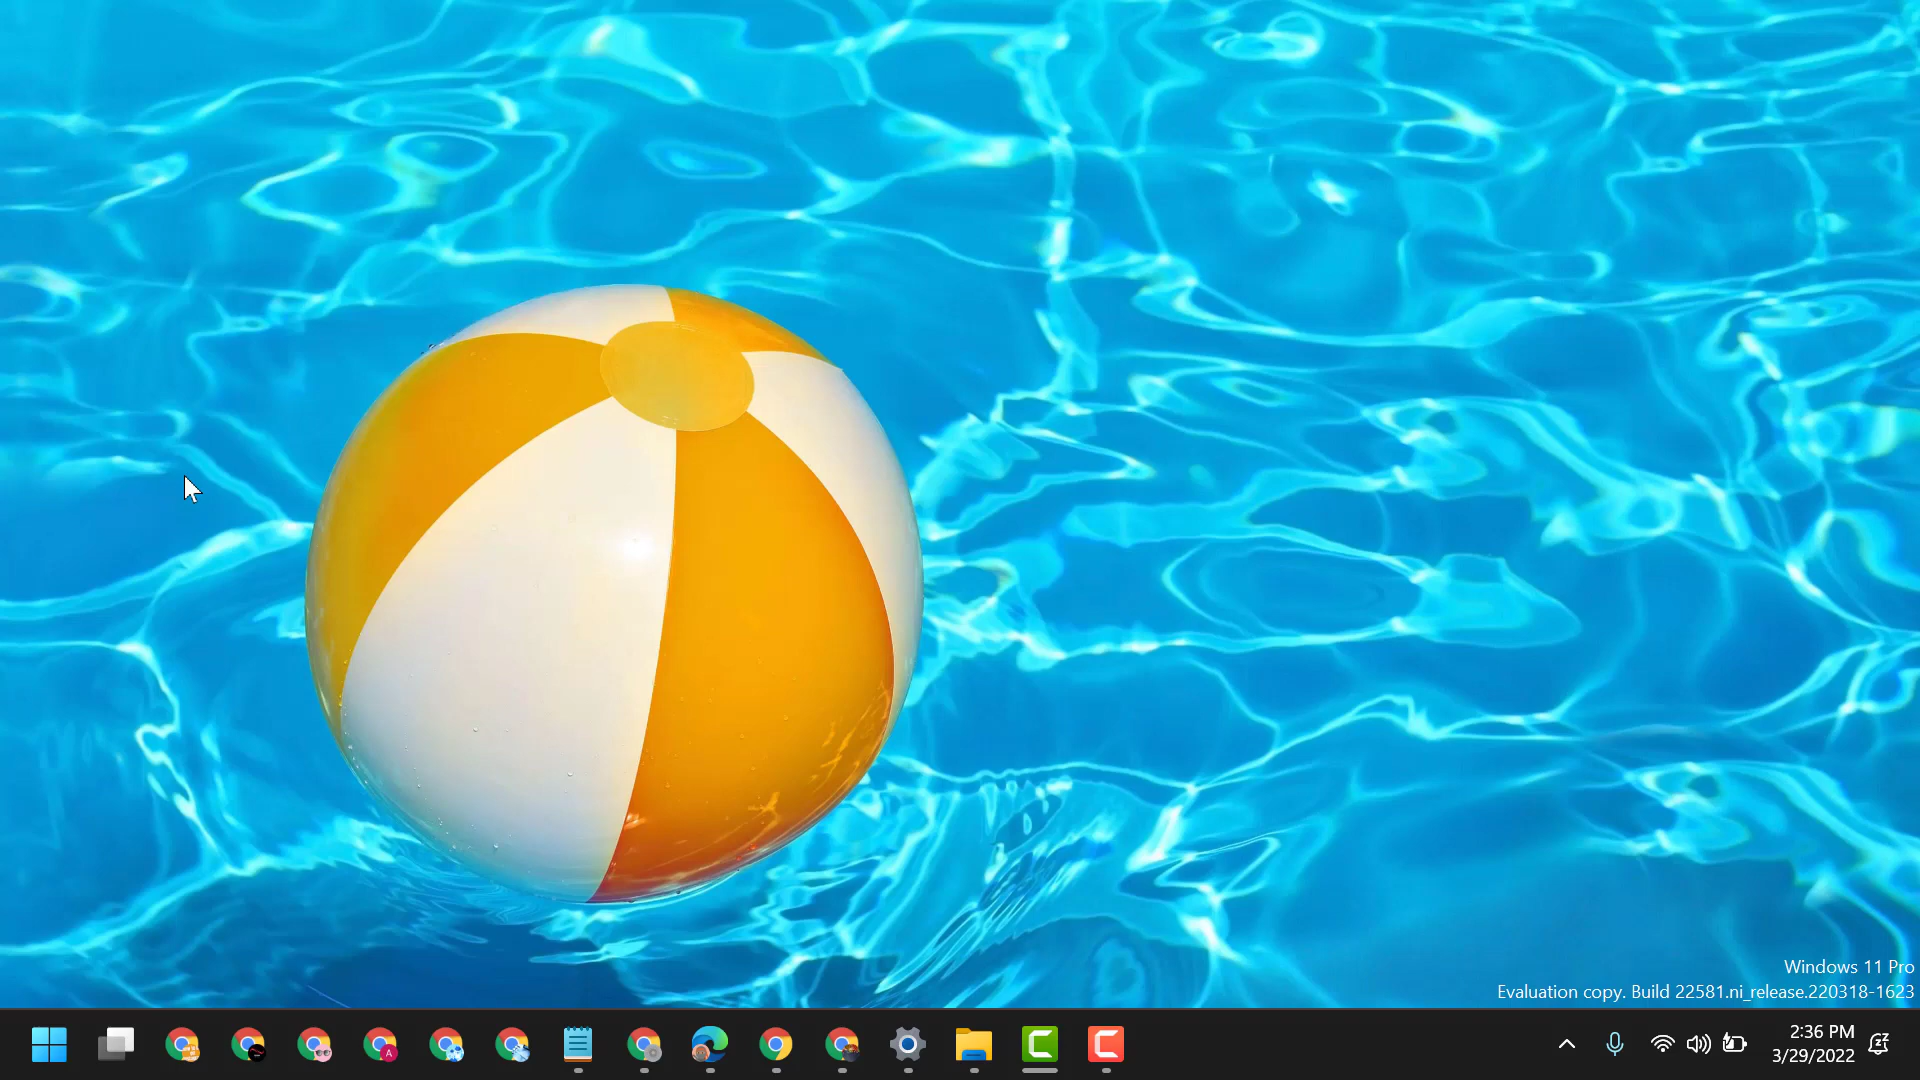 Windows 11 Pro
Evaluation copy. Build 22581.ni_release.220318-1623
A
2:36 PM
3/29/2022